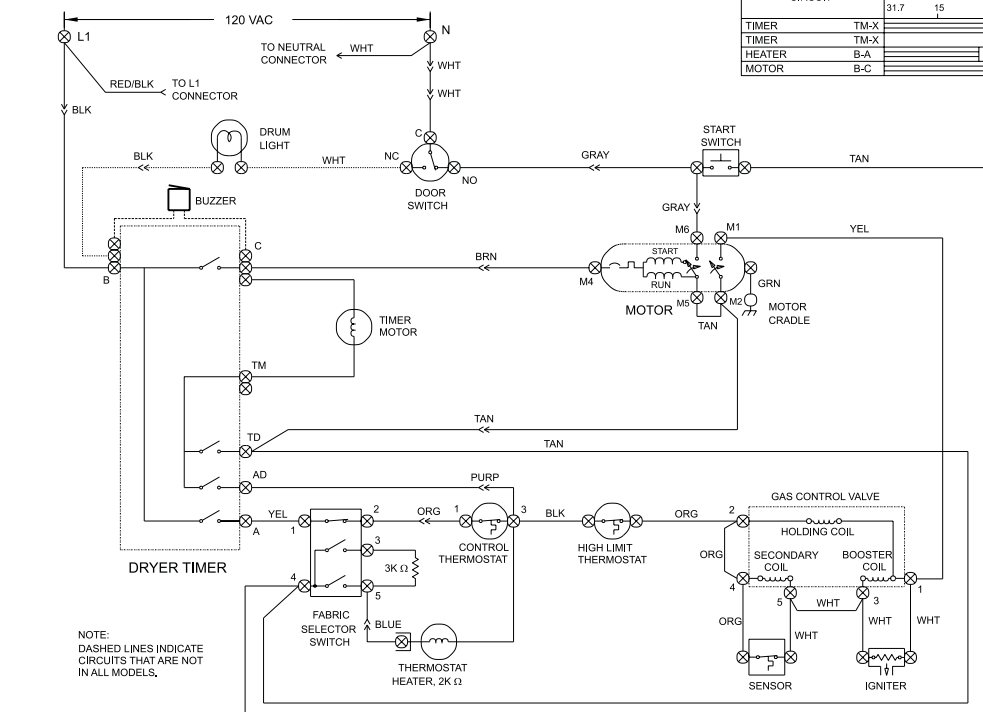 120 VAC
L1
N
TO NEUTRAL
CONNECTOR
WHT
WHT
WHT
RED/BLK
TO L1
CONNECTOR
BLK
31.7
15
TIMER TM-X
TIMER TM-X
HEATER B-A
MOTOR B-C
DRUM
LIGHT
BLK
WHT
C
NC
NO
DOOR
SWITCH
GRAY
START
SWITCH
TAN
BUZZER
GRAY
M6
M1
YEL
B
C
BRN
M4
START
RUN
M5
M2
GRN
MOTOR
MOTOR
CRADLE
TAN
TIMER
MOTOR
TM
TAN
TD
TAN
AD
PURP
A
YEL
1
2
ORG
1
3
BLK
ORG
2
GAS CONTROL VALVE
HOLDING COIL
CONTROL
THERMOSTAT
HIGH LIMIT
THERMOSTAT
DRYER TIMER
3
3K Ω
4
5
ORG
SECONDARY
COIL
BOOSTER
COIL
4
5
WHT
3
1
FABRIC
SELECTOR
SWITCH
BLUE
THERMOSTAT
HEATER, 2K Ω
ORG
WHT
WHT
WHT
SENSOR
IGNITER
NOTE:
DASHED LINES INDICATE
CIRCUITS THAT ARE NOT
IN ALL MODELS.